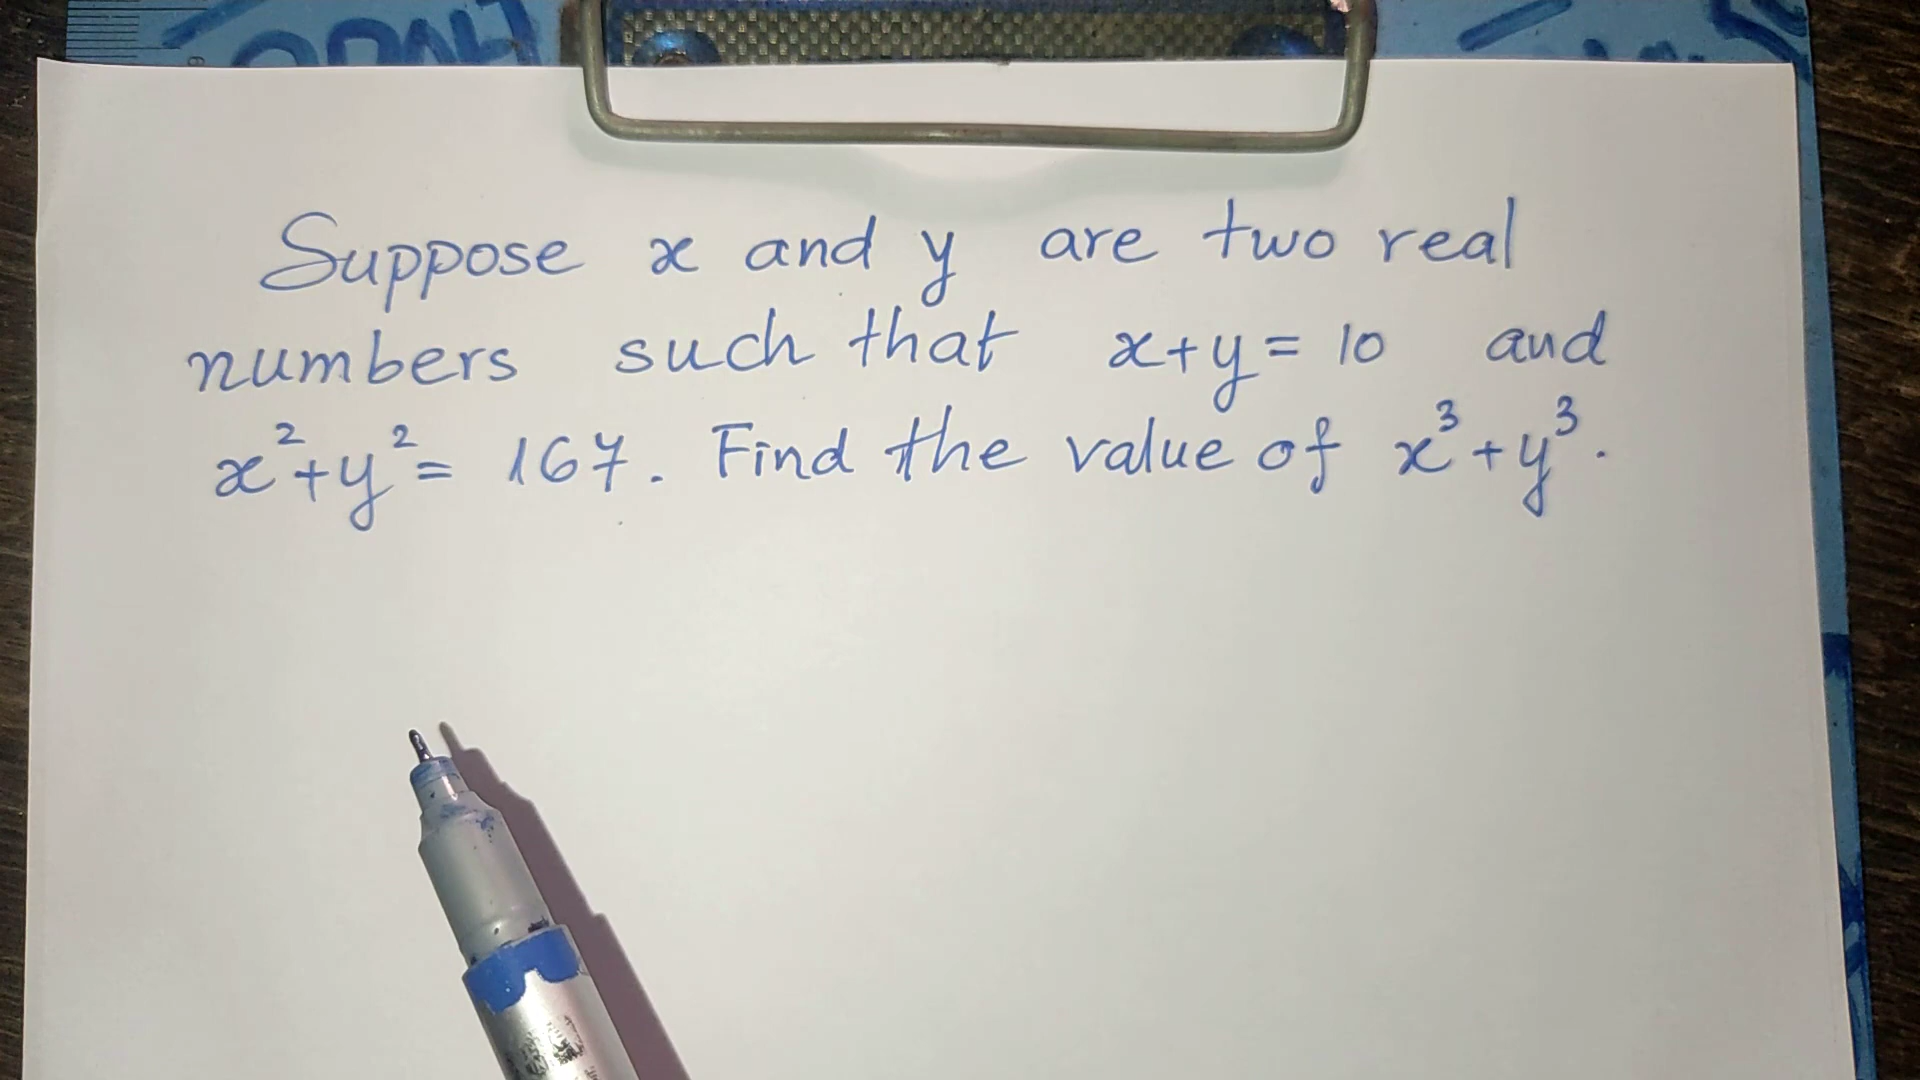 Suppose x and y are two real
numbers such that x+y= 10 and
x²+y²= 167. Find the value of x³+y³.